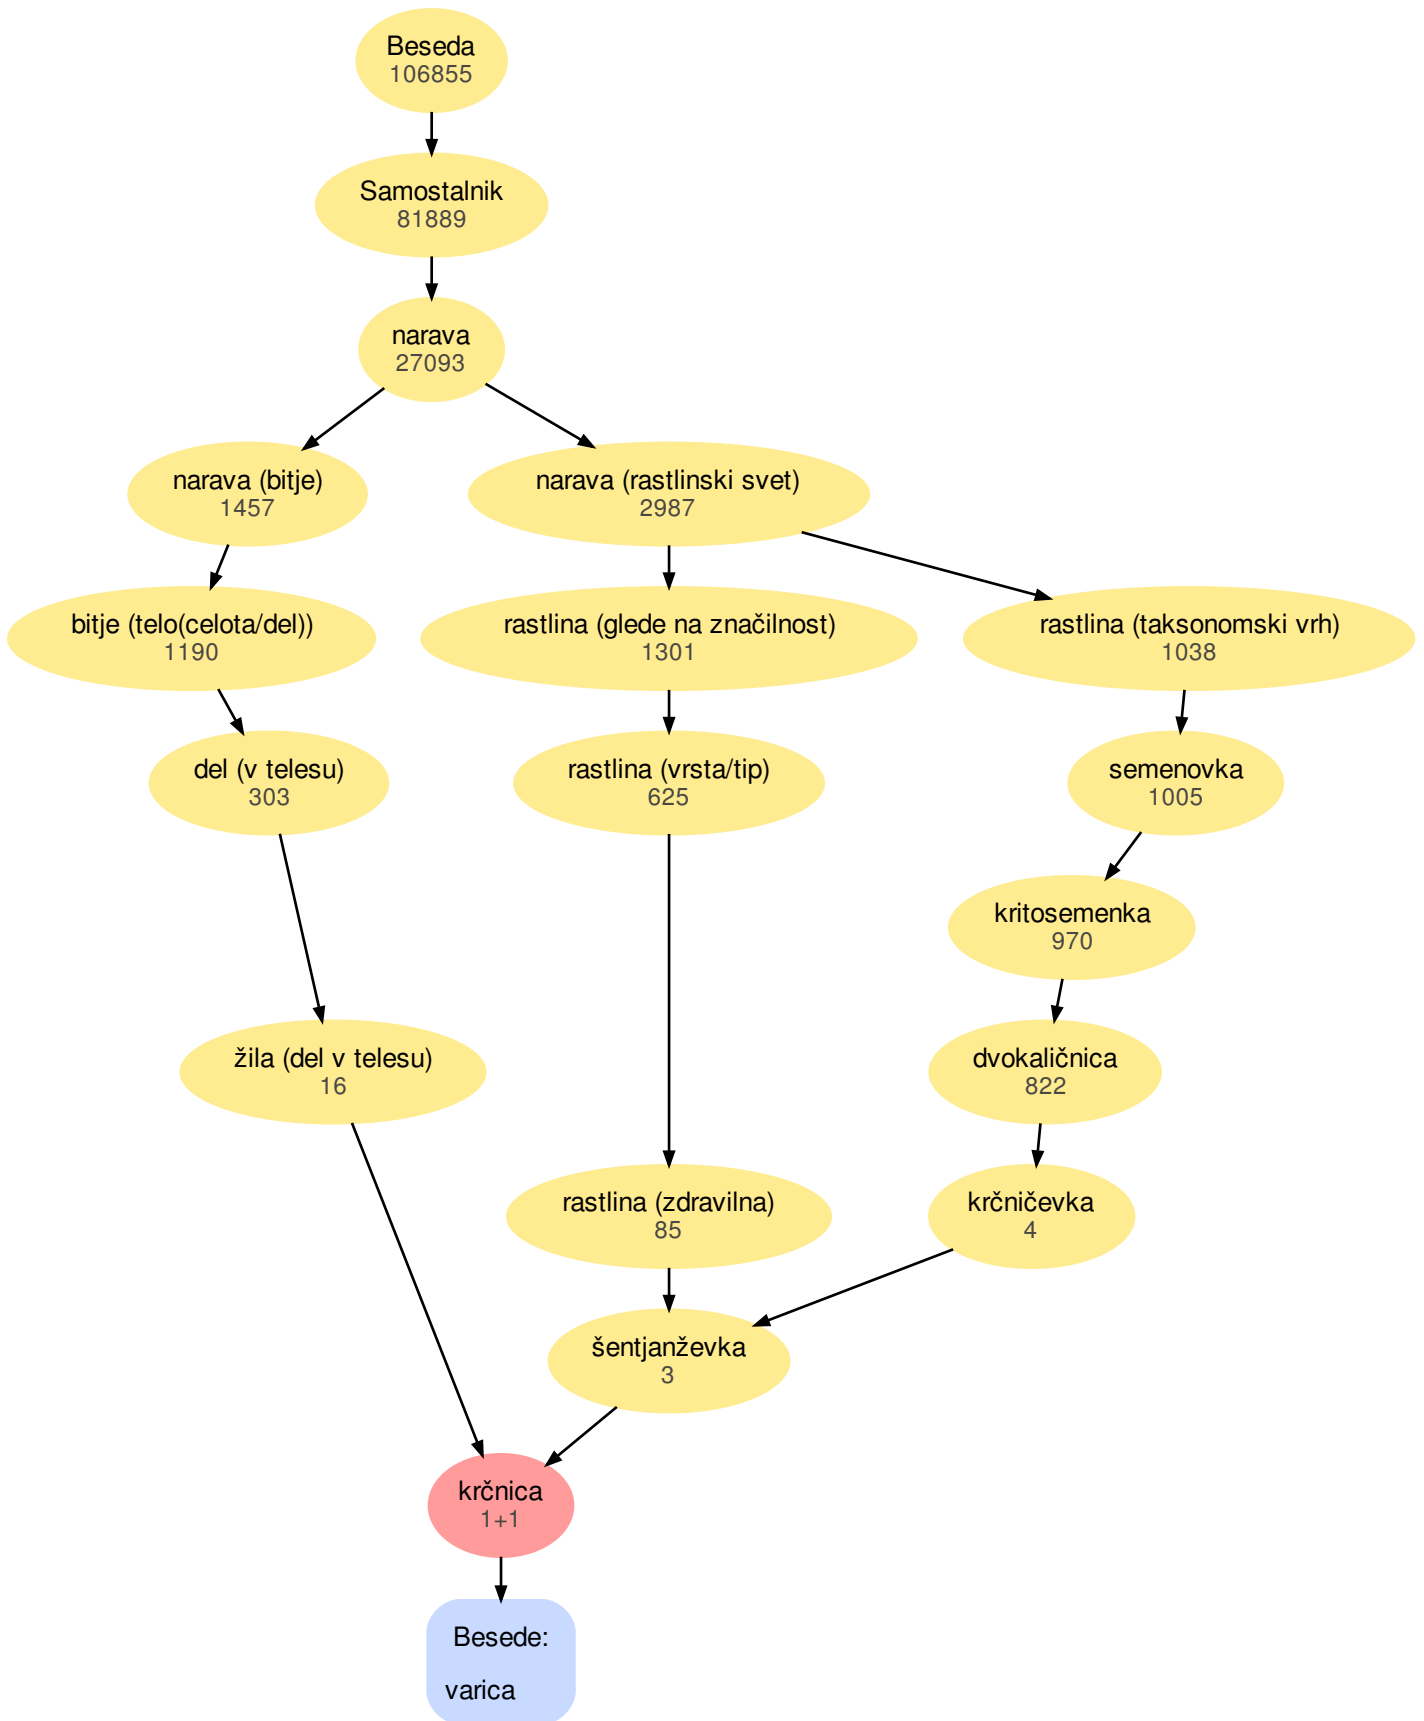 Beseda
106855
Samostalnik
81889
narava
27093
narava (bitje)
1457
narava (rastlinski svet)
2987
bitje (telo(celota/del))
1190
rastlina (glede na značilnost)
1301
rastlina (taksonomski vrh)
1038
del (v telesu)
303
rastlina (vrsta/tip)
625
semenovka
1005
kritosemenka
970
žila (del v telesu)
16
dvokaličnica
822
rastlina (zdravilna)
85
krčničevka
4
šentjanževka
3
krčnica
1+1
Besede:
varica